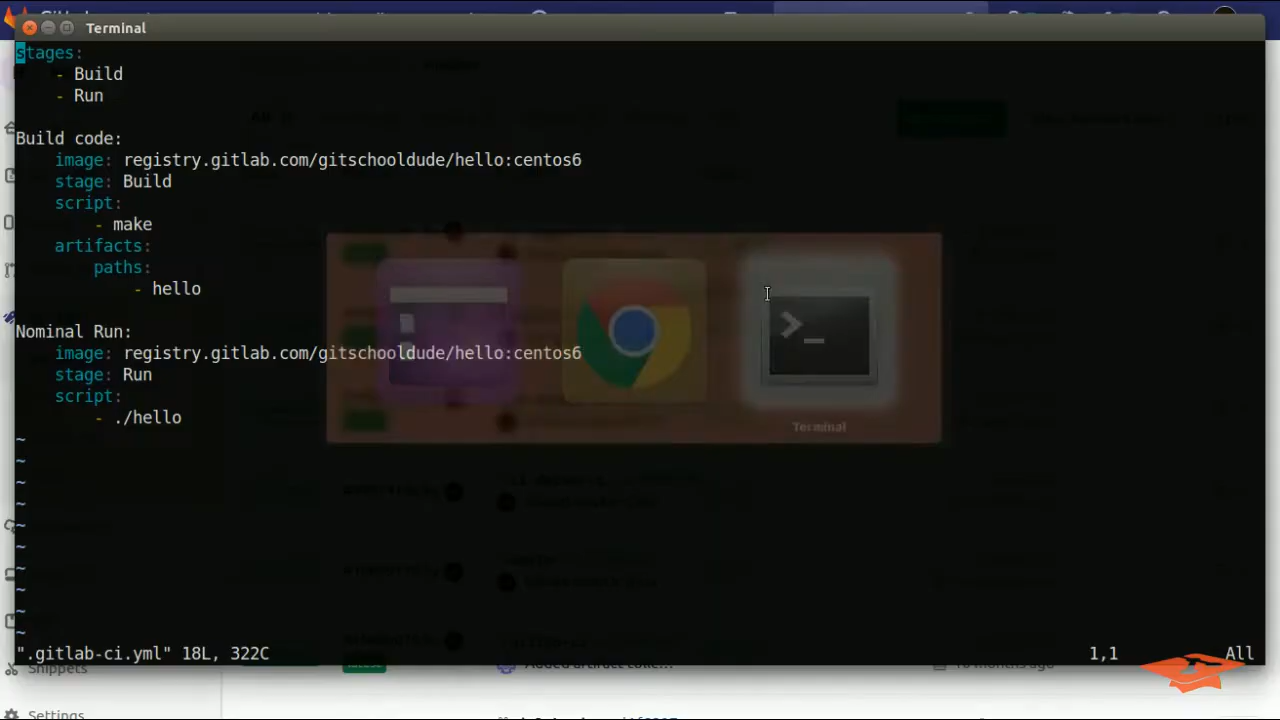 Terminal
stages:
- Build
- Run
Build code:
image: registry.gitlab.com/gitschooldude/hello:centos6
stage: Build
script:
- make
artifacts:
paths:
- hello
Nominal Run:
image: registry.gitlab.com/gitschooldude/hello:centos6
stage: Run
script:
- ./hello
~
~
~
~
~
~
~
~
~
~
Terminal
".gitlab-ci.yml" 18L, 322C 1,1 All
Snippets
Settings